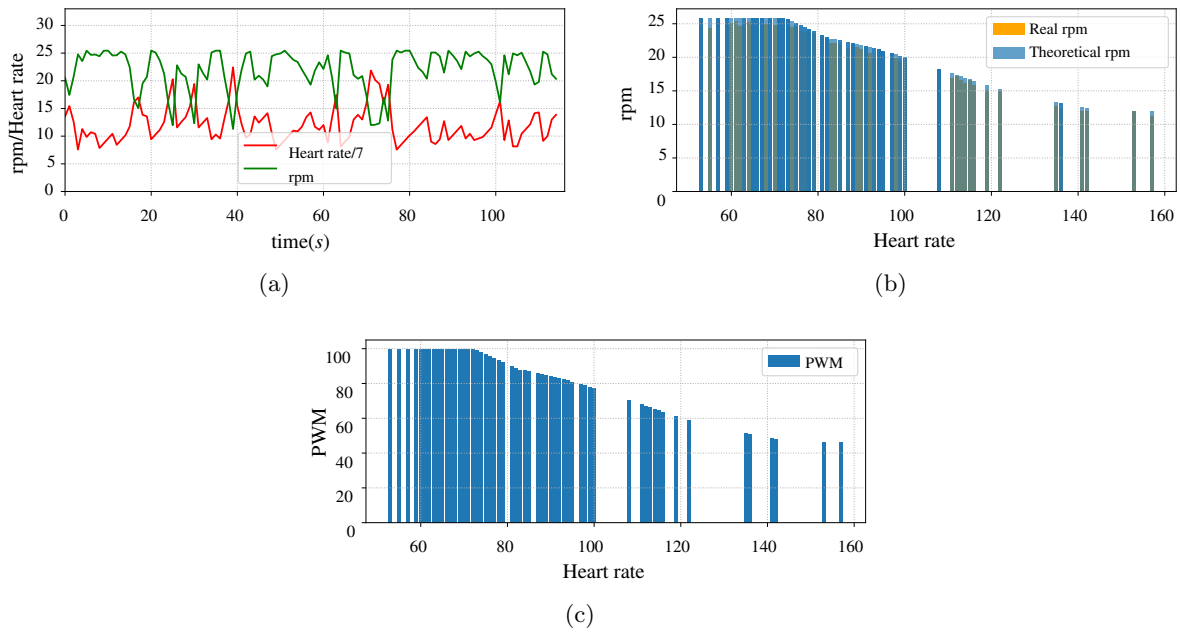 30
25
20
15
10
5
0
rpm/Heart rate
0 20 40 60 80 100
time(s)
Heart rate/7
rpm
(a)
25
20
15
10
5
0
rpm
60 80 100 120 140 160
Heart rate
Real rpm
Theoretical rpm
(b)
100
80
60
40
20
0
PWM
60 80 100 120 140 160
Heart rate
PWM
(c)